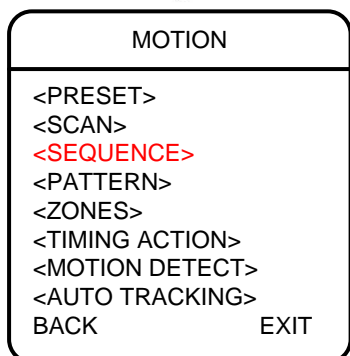 MOTION
<PRESET>
<SCAN>
<SEQUENCE>
<PATTERN>
<ZONES>
<TIMING ACTION>
<MOTION DETECT>
<AUTO TRACKING>
BACK EXIT